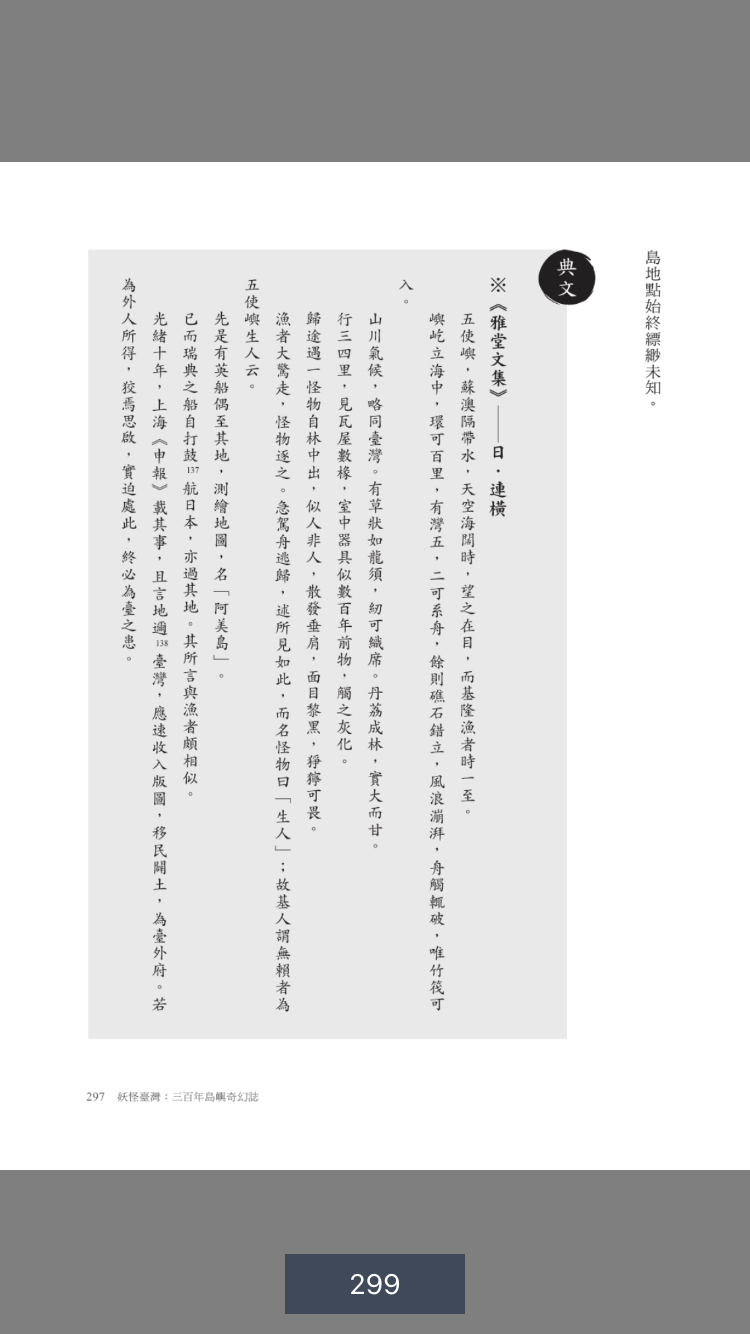 島地點始終縹緲未知。
典文
※《雅堂文集》——日．連橫
五使嶼，蘇澳隔帶水，天空海闊時，望之在目，而基隆漁者時一至。
嶼屹立海中，環可百里，有灣五，二可系舟，餘則礁石錯立，風浪漰湃，舟觸輒破，唯竹筏可
入。
山川氣候，略同臺灣。有草狀如龍須，紉可織席。丹荔成林，實大而甘。
行三四里，見瓦屋數椽，室中器具似數百年前物，觸之灰化。
歸途遇一怪物自林中出，似人非人，散發垂肩，面目黎黑，猙獰可畏。
漁者大驚走，怪物逐之。急駕舟逃歸，述所見如此，而名怪物曰「生人」；故基人謂無賴者為
五使嶼生人云。
先是有英船偶至其地，測繪地圖，名「阿美島」。
已而瑞典之船自打鼓137航日本，亦過其地。其所言與漁者頗相似。
光緒十年，上海《申報》載其事，且言地邇138臺灣，應速收入版圖，移民闢土，為臺外府。若
為外人所得，狡焉思啟，實迫處此，終必為臺之患。
297 妖怪臺灣：三百年島嶼奇幻誌
299